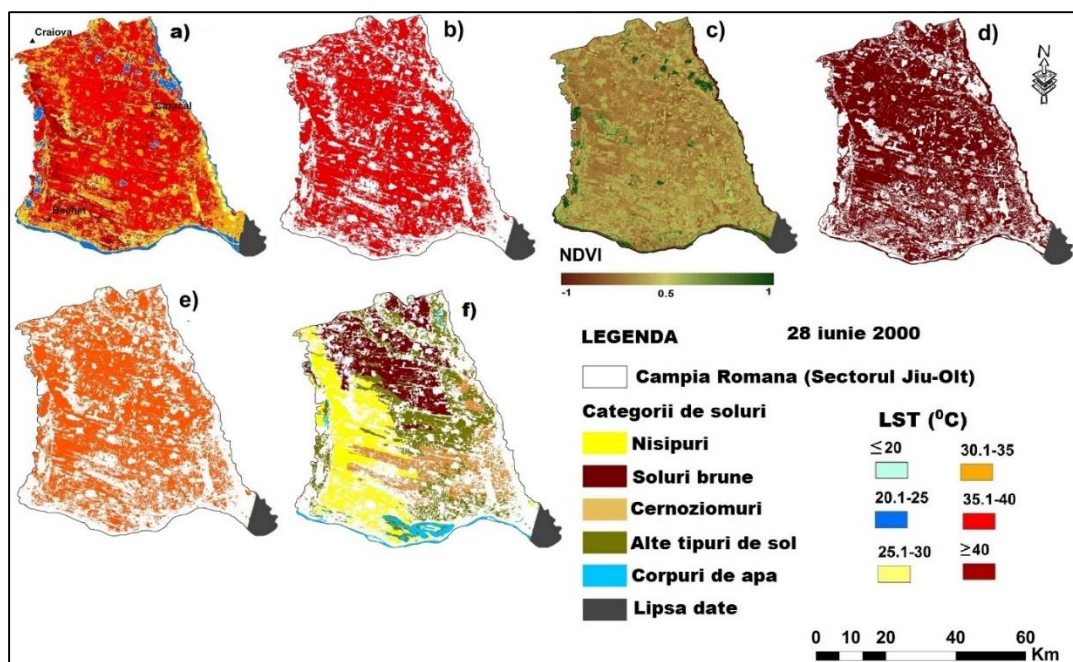 a)
b)
c)
d)
Craiova
N
Caracal
Bechet
NDVI
-1 0.5 1
e)
f)
LEGENDA 28 iunie 2000
Campia Romana (Sectorul Jiu-Olt)
Categorii de soluri
Nisipuri
Soluri brune
Cernoziomuri
Alte tipuri de sol
Corpuri de apa
Lipsa date
LST (⁰C)
≤20 30.1-35
20.1-25 35.1-40
25.1-30 ≥40
0 10 20 40 60
Km